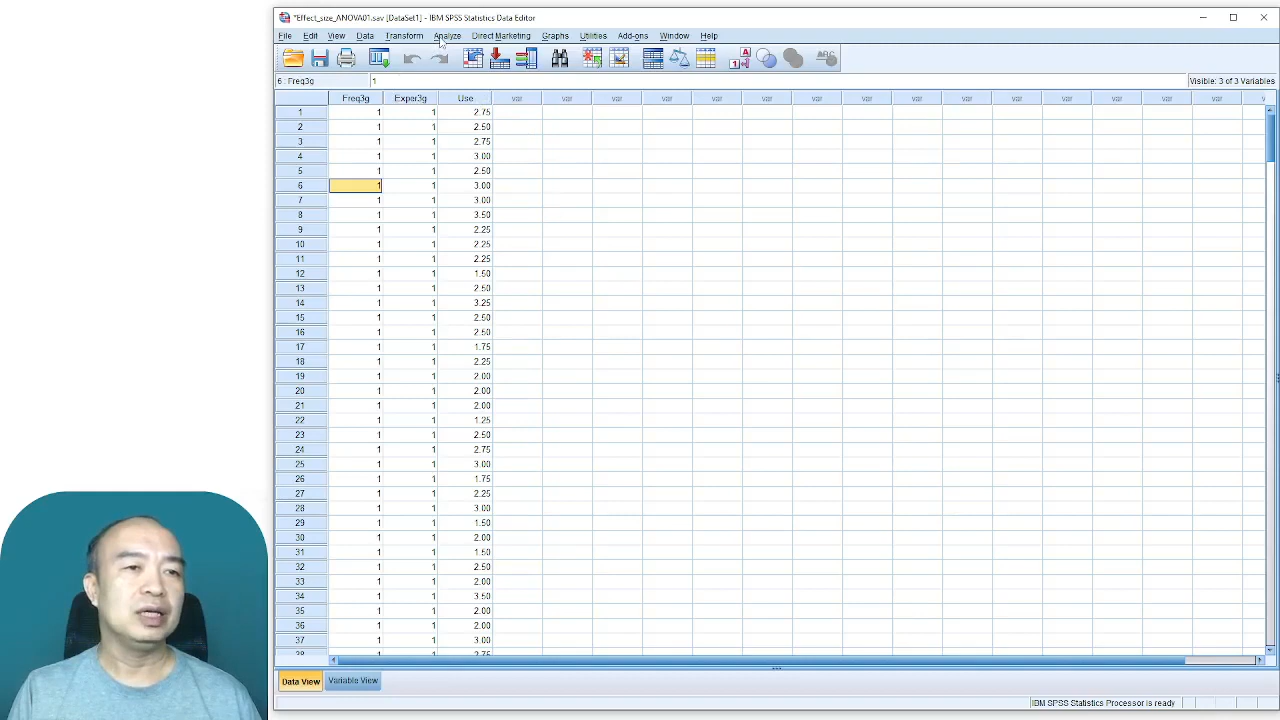 *Effect_size_ANOVA01.sav [DataSet1] - IBM SPSS Statistics Data Editor
File Edit View Data Transform Analyze Direct Marketing Graphs Utilities Add-ons Window Help
6 : Freq3g 1 Visible: 3 of 3 Variables
Freq3g Exper3g Use var var var var var var var var var var var var var var var v
1 1 1 2.75
2 1 1 2.50
3 1 1 2.75
4 1 1 3.00
5 1 1 2.50
6 1 1 3.00
7 1 1 3.00
8 1 1 3.50
9 1 1 2.25
10 1 1 2.25
11 1 1 2.25
12 1 1 1.50
13 1 1 2.50
14 1 1 3.25
15 1 1 2.50
16 1 1 2.50
17 1 1 1.75
18 1 1 2.25
19 1 1 2.00
20 1 1 2.00
21 1 1 2.00
22 1 1 1.25
23 1 1 2.50
24 1 1 2.75
25 1 1 3.00
26 1 1 1.75
27 1 1 2.25
28 1 1 3.00
29 1 1 1.50
30 1 1 2.00
31 1 1 1.50
32 1 1 2.50
33 1 1 2.00
34 1 1 3.50
35 1 1 2.00
36 1 1 2.00
37 1 1 3.00
38 1 1 2.75
Data View Variable View
IBM SPSS Statistics Processor is ready